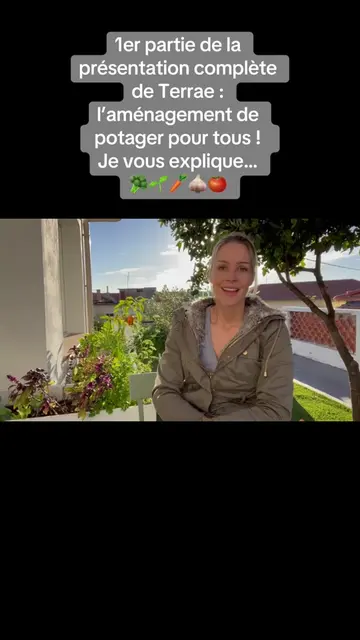 1er partie de la
présentation complète
de Terrae :
l’aménagement de
potager pour tous !
Je vous explique...
🥦🌱🥕🧄🍅